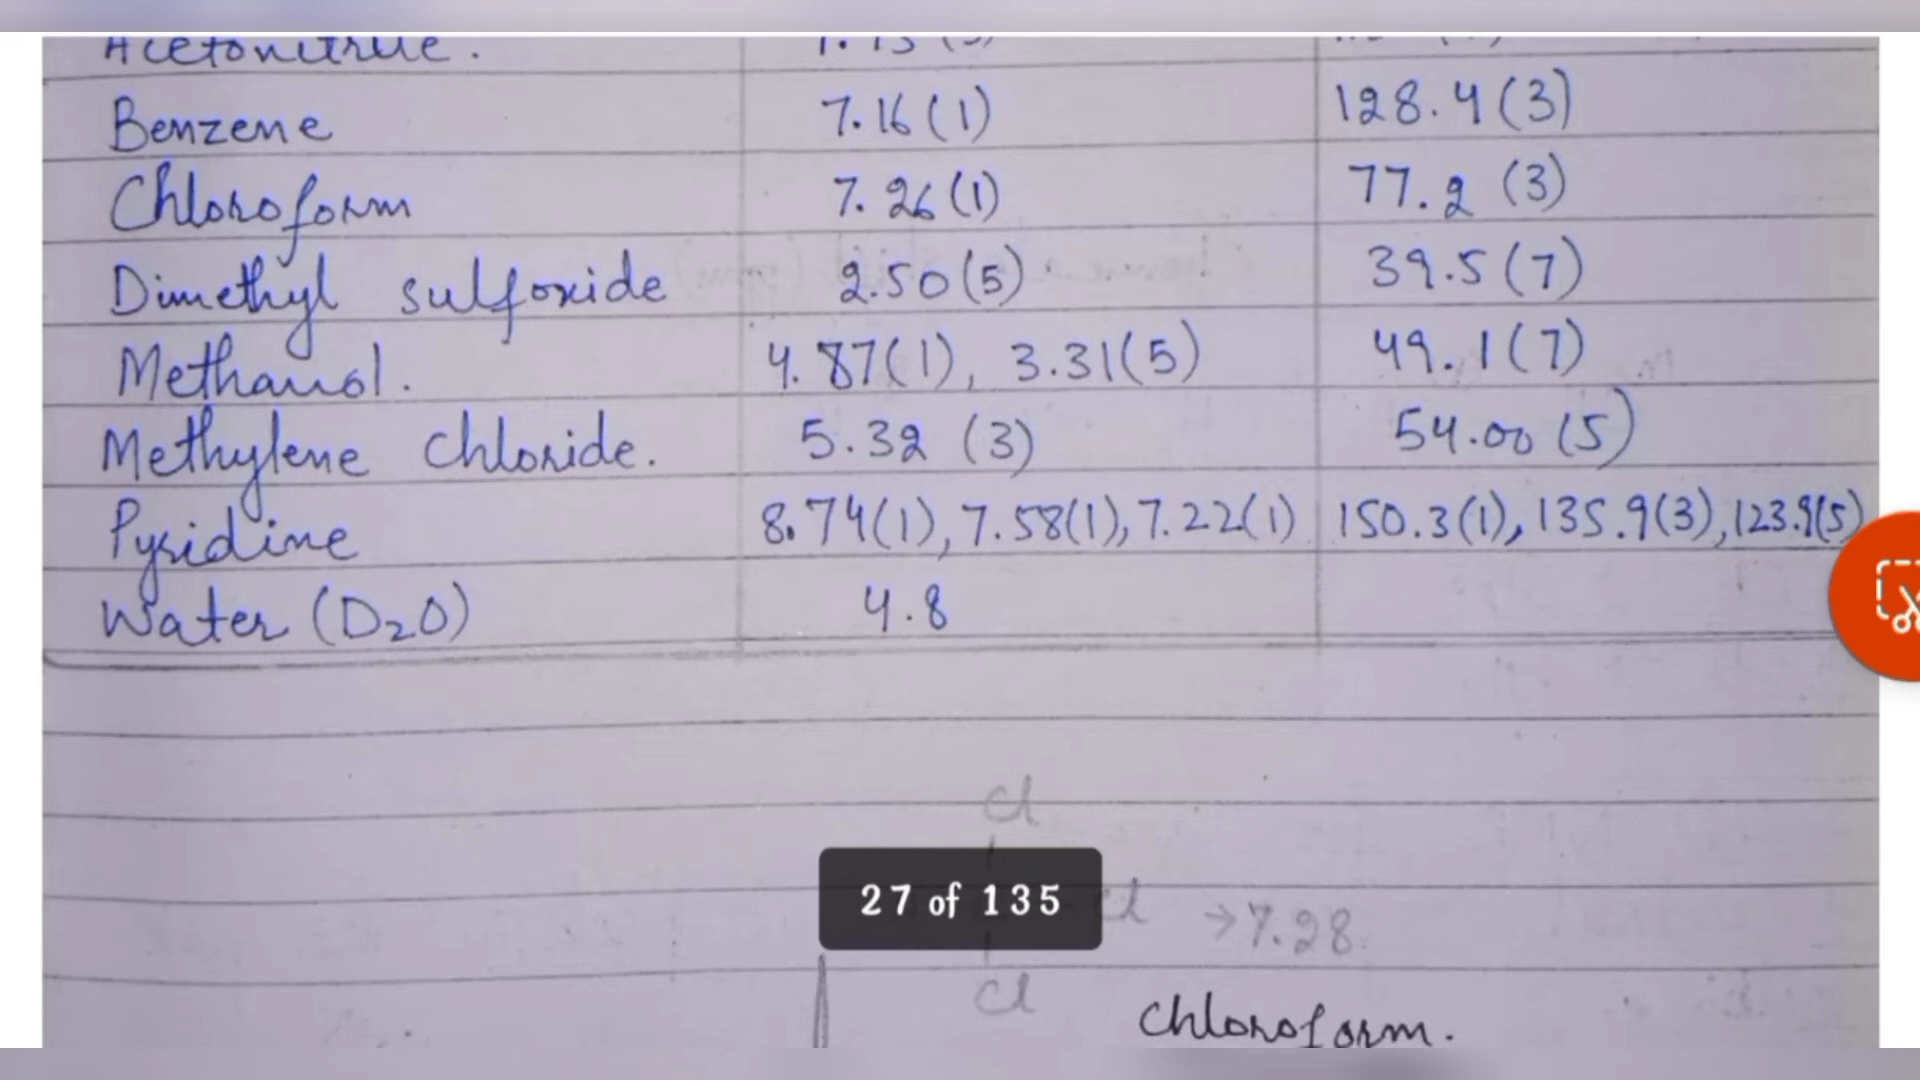 Acetonitrile.
Benzene 7.16 (1) 128.4 (3)
Chloroform 7.26 (1) 77.2 (3)
Dimethyl sulfoxide 2.50 (5) 39.5 (7)
Methanol. 4.87 (1), 3.31 (5) 49.1 (7)
Methylene chloride. 5.32 (3) 54.00 (5)
Pyridine 8.74 (1), 7.58 (1), 7.22 (1) 150.3 (1), 135.9 (3), 123.9 (5)
Water (D₂O) 4.8
Cl
27 of 135
Cl → 7.28
Cl
Chloroform.